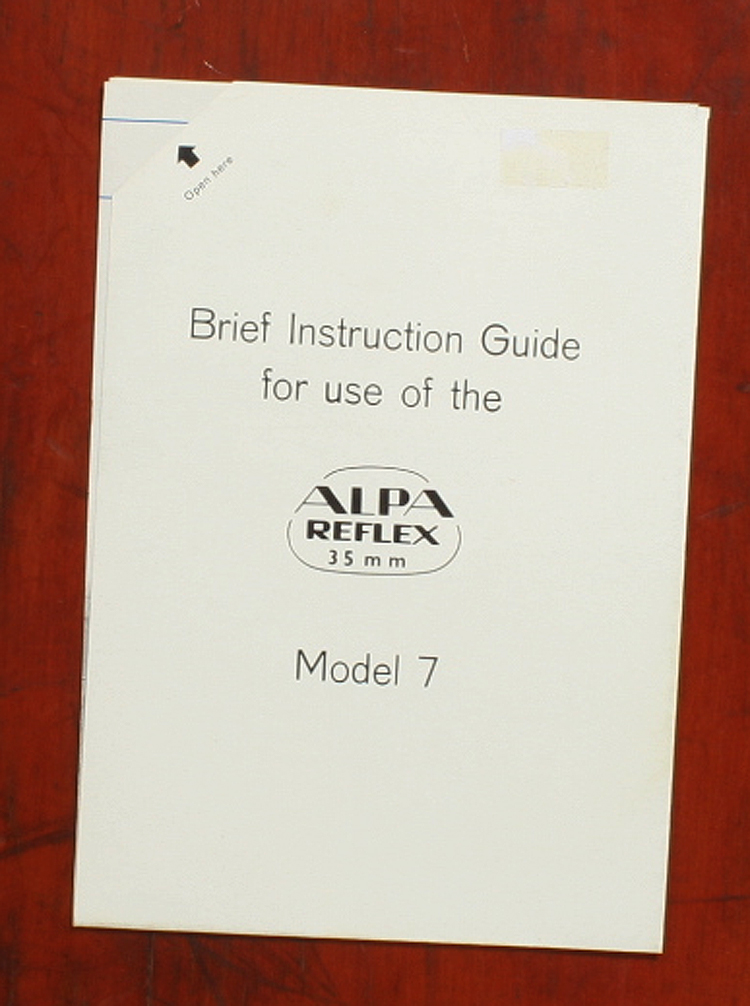 Open here
Brief Instruction Guide
for use of the
ALPA
REFLEX
35 mm
Model 7